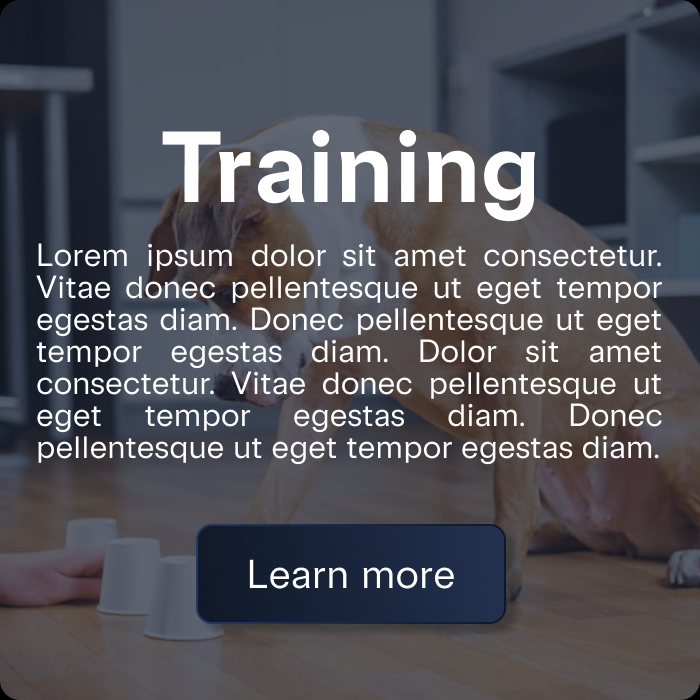 Training
Lorem ipsum dolor sit amet consectetur.
Vitae donec pellentesque ut eget tempor
egestas diam. Donec pellentesque ut eget
tempor egestas diam. Dolor sit amet
consectetur. Vitae donec pellentesque ut
eget tempor egestas diam. Donec
pellentesque ut eget tempor egestas diam.
Learn more